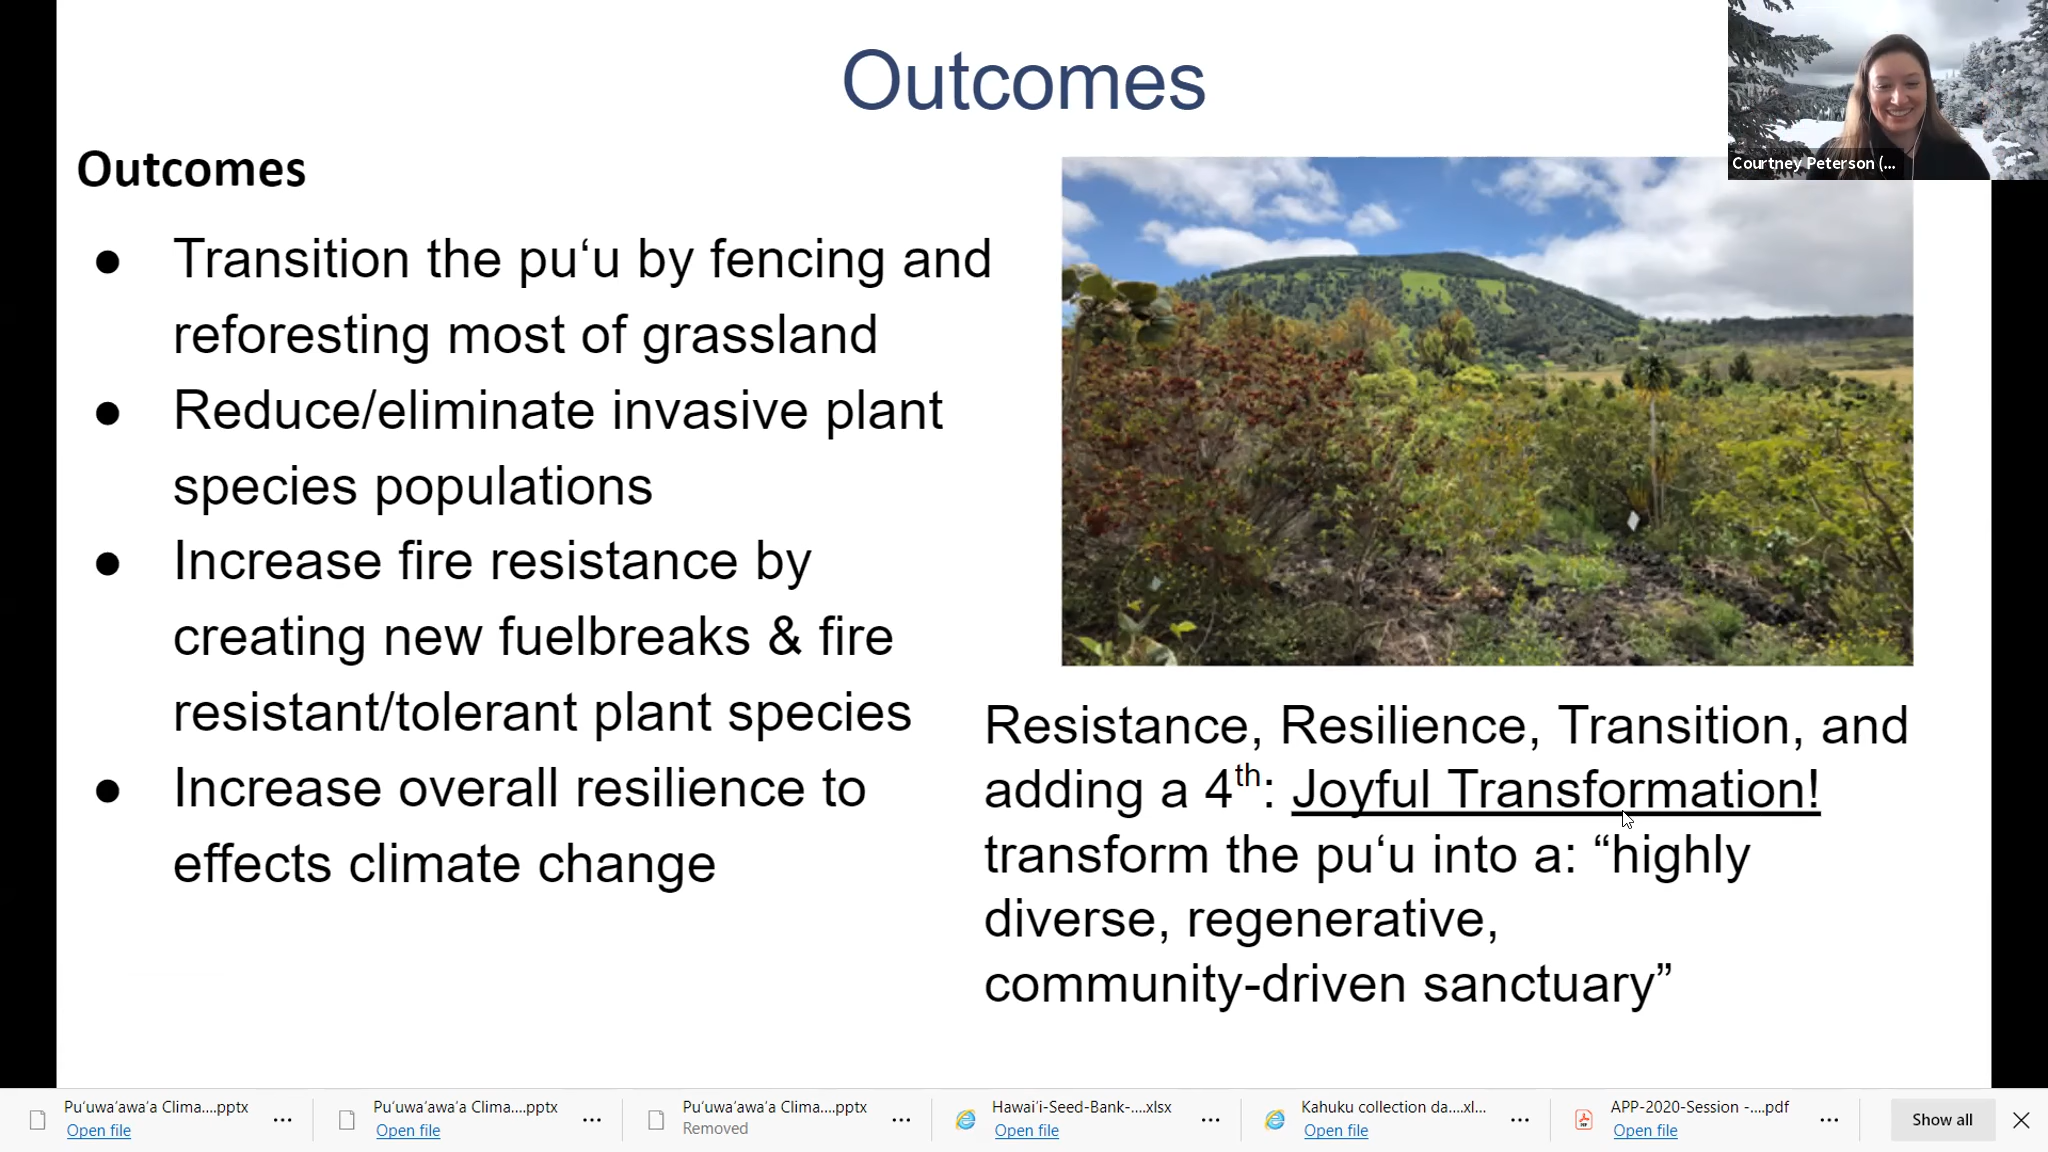 Outcomes
Courtney Peterson (...
Outcomes
● Transition the puʻu by fencing and
reforesting most of grassland
● Reduce/eliminate invasive plant
species populations
● Increase fire resistance by
creating new fuelbreaks & fire
resistant/tolerant plant species
● Increase overall resilience to
effects climate change
Resistance, Resilience, Transition, and
adding a 4th: Joyful Transformation!
transform the puʻu into a: “highly
diverse, regenerative,
community-driven sanctuary”
Puʻuwaʻawaʻa Clima....pptx
Open file
Puʻuwaʻawaʻa Clima....pptx
Open file
Puʻuwaʻawaʻa Clima....pptx
Removed
Hawaiʻi-Seed-Bank-....xlsx
Open file
Kahuku collection da....xl...
Open file
APP-2020-Session -....pdf
Open file
Show all